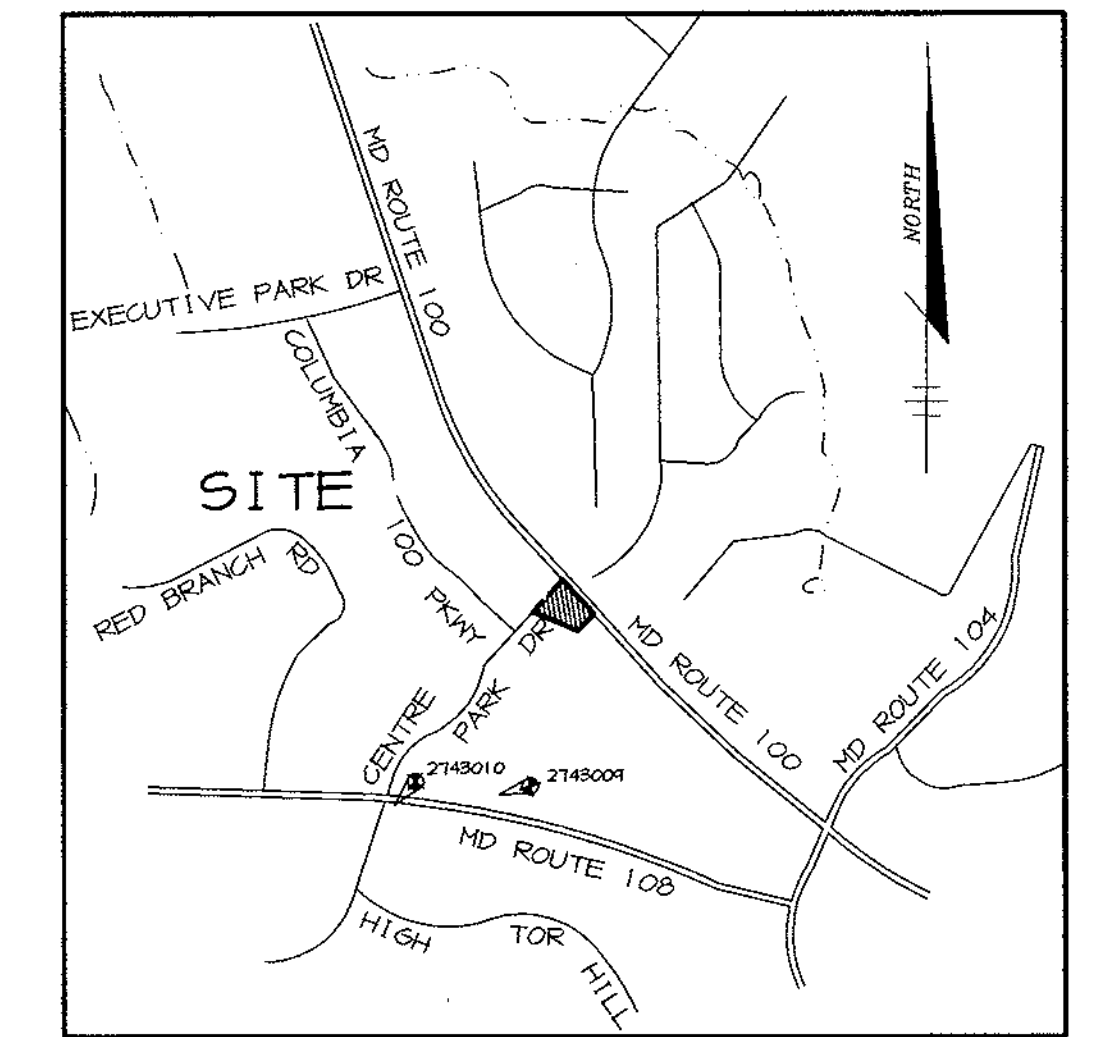 MD ROUTE 100
NORTH
EXECUTIVE PARK DR
COLUMBIA
100 PKWY
SITE
RED BRANCH RD
MD ROUTE 100
MD ROUTE 104
CENTRE
PARK
DR
2743010
2743009
MD ROUTE 108
HIGH TOR HILL